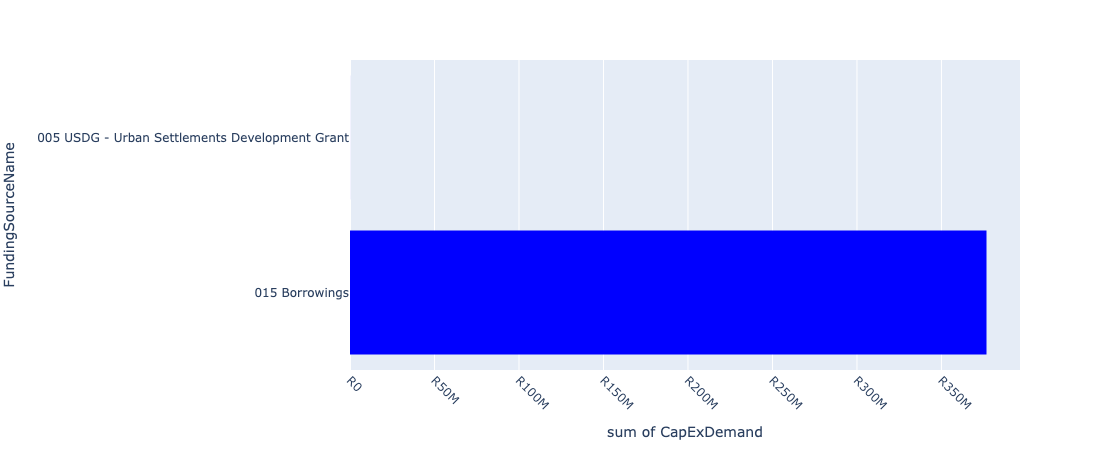 FundingSourceName
005 USDG - Urban Settlements Development Grant
015 Borrowings
R0
R50M
R100M
R150M
R200M
R250M
R300M
R350M
sum of CapExDemand